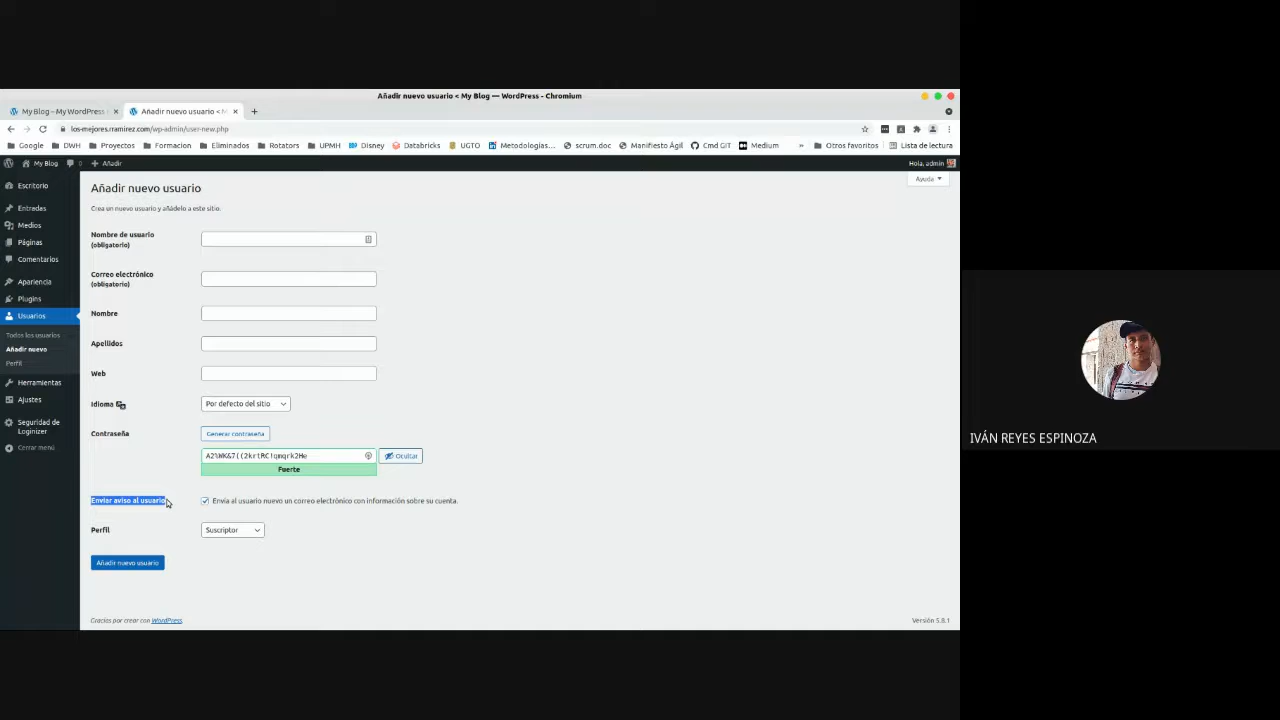 Añadir nuevo usuario < My Blog — WordPress - Chromium
My Blog – My WordPress
Añadir nuevo usuario < M
los-mejores.rramirez.com/wp-admin/user-new.php
Google DWH Proyectos Formacion Eliminados Rotators UPMH Disney Databricks UGTO Metodologías... scrum.doc Manifiesto Ágil Cmd GIT Medium » Otros favoritos Lista de lectura
My Blog 0 Añadir Hola, admin
Ayuda
Escritorio
Entradas
Medios
Páginas
Comentarios
Apariencia
Plugins
Usuarios
Todos los usuarios
Añadir nuevo
Perfil
Herramientas
Ajustes
Seguridad de
Loginizer
Cerrar menú
Añadir nuevo usuario
Crea un nuevo usuario y añádelo a este sitio.
Nombre de usuario
(obligatorio)
Correo electrónico
(obligatorio)
Nombre
Apellidos
Web
Idioma Por defecto del sitio
Contraseña Generar contraseña
Ocultar
Fuerte
Enviar aviso al usuario Envía al usuario nuevo un correo electrónico con información sobre su cuenta.
Perfil Suscriptor
Añadir nuevo usuario
Gracias por crear con WordPress.
Versión 5.8.1
IVÁN REYES ESPINOZA